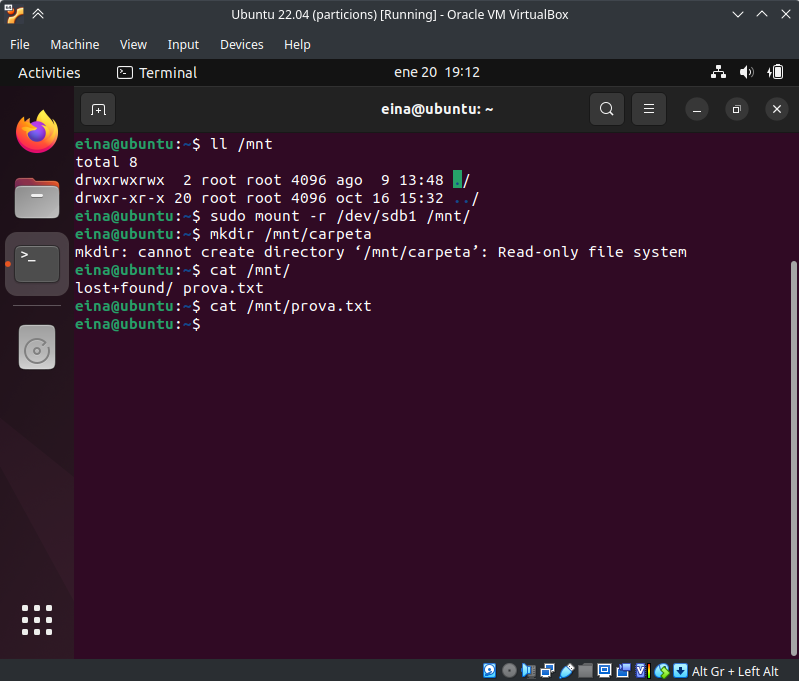 Ubuntu 22.04 (particions) [Running] - Oracle VM VirtualBox
File Machine View Input Devices Help
Activities Terminal ene 20 19:12
eina@ubuntu: ~
eina@ubuntu:~$ ll /mnt
total 8
drwxrwxrwx  2 root root 4096 ago  9 13:48 ./
drwxr-xr-x 20 root root 4096 oct 16 15:32 ../
eina@ubuntu:~$ sudo mount -r /dev/sdb1 /mnt/
eina@ubuntu:~$ mkdir /mnt/carpeta
mkdir: cannot create directory ‘/mnt/carpeta’: Read-only file system
eina@ubuntu:~$ cat /mnt/
lost+found/ prova.txt
eina@ubuntu:~$ cat /mnt/prova.txt
eina@ubuntu:~$
Alt Gr + Left Alt